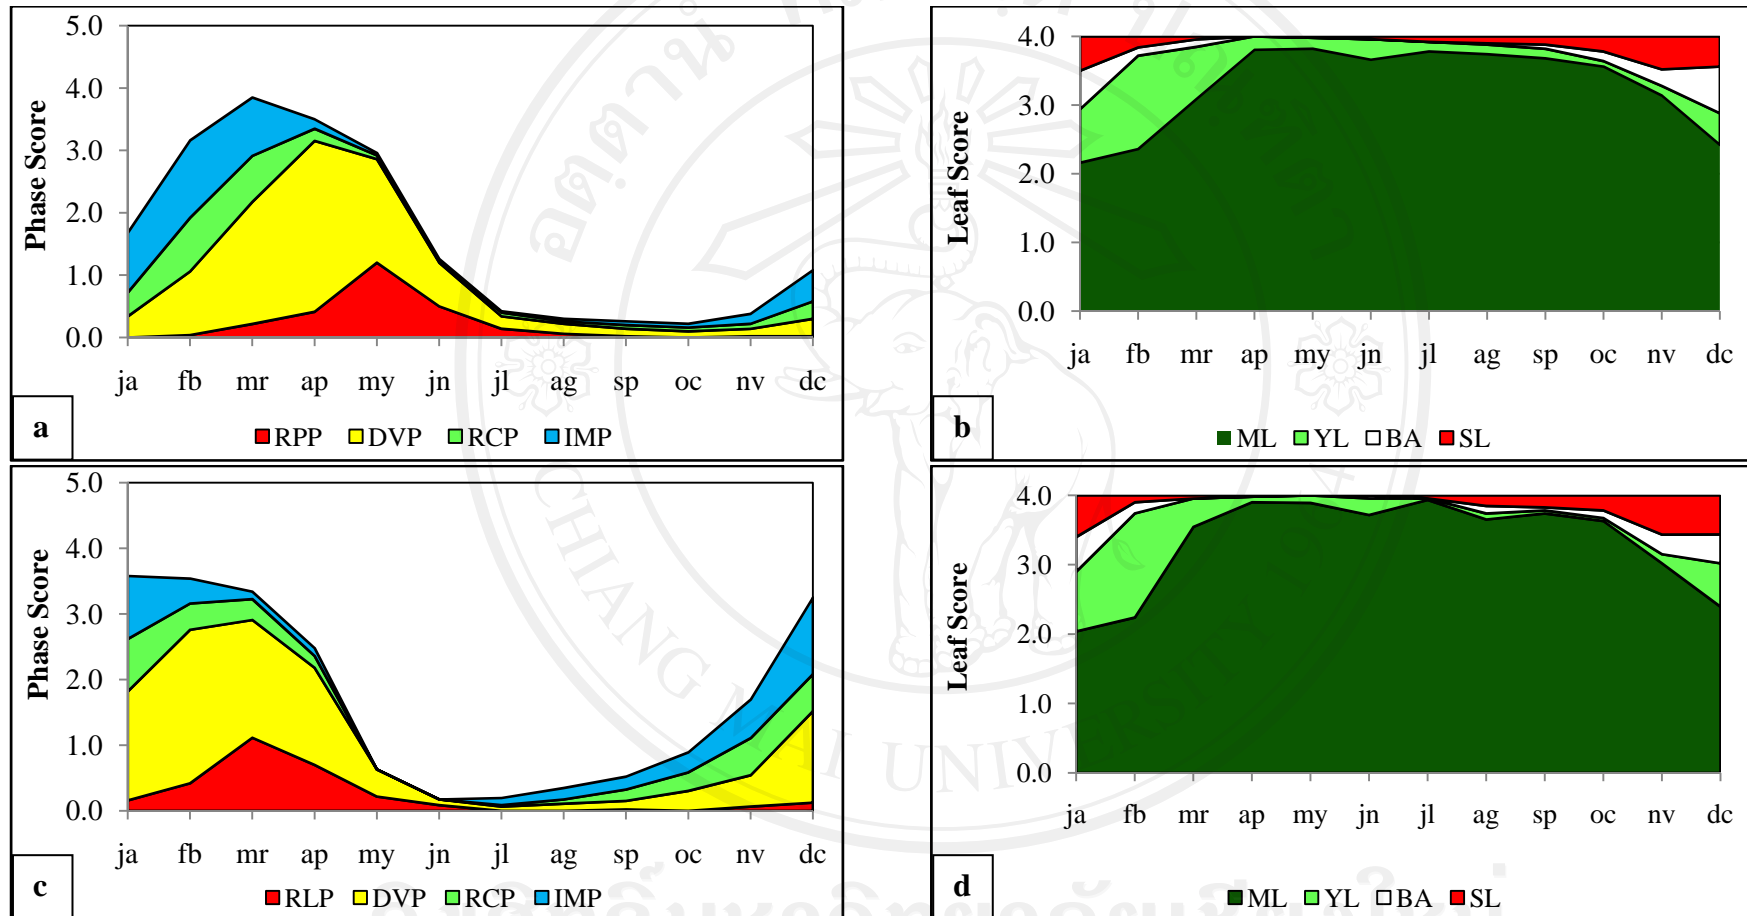 5.0
4.0
3.0
2.0
1.0
0.0
Phase Score
ja fb mr ap my jn jl ag sp oc nv dc
a
RPP DVP RCP IMP
4.0
3.0
2.0
1.0
0.0
Leaf Score
ja fb mr ap my jn jl ag sp oc nv dc
b
ML YL BA SL
5.0
4.0
3.0
2.0
1.0
0.0
Phase Score
ja fb mr ap my jn jl ag sp oc nv dc
c
RLP DVP RCP IMP
4.0
3.0
2.0
1.0
0.0
Leaf Score
ja fb mr ap my jn jl ag sp oc nv dc
d
ML YL BA SL
CHIANG MAI UNIVER